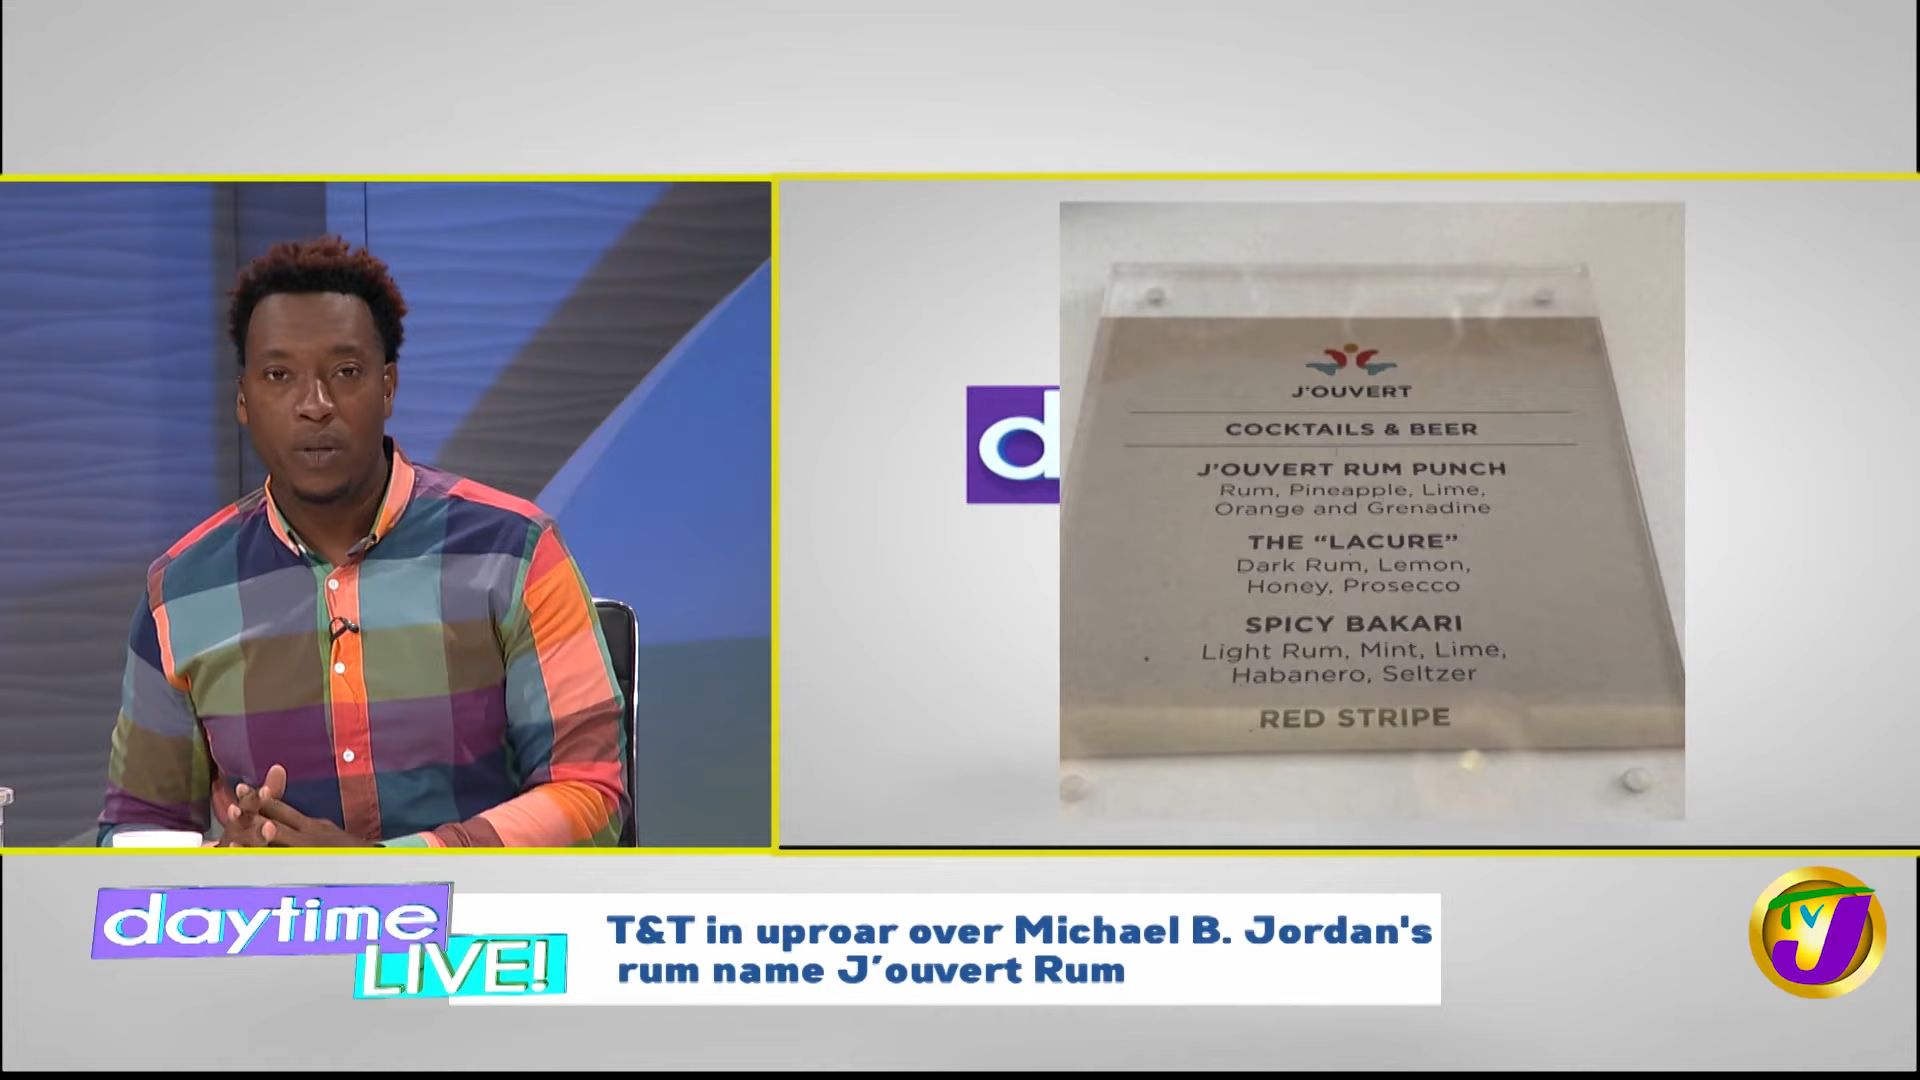 d
J'OUVERT
COCKTAILS & BEER
J'OUVERT RUM PUNCH
Rum, Pineapple, Lime,
Orange and Grenadine
THE “LACURE”
Dark Rum, Lemon,
Honey, Prosecco
SPICY BAKARI
Light Rum, Mint, Lime,
Habanero, Seltzer
RED STRIPE
daytime
LIVE!
T&T in uproar over Michael B. Jordan's
rum name J’ouvert Rum
TVJ